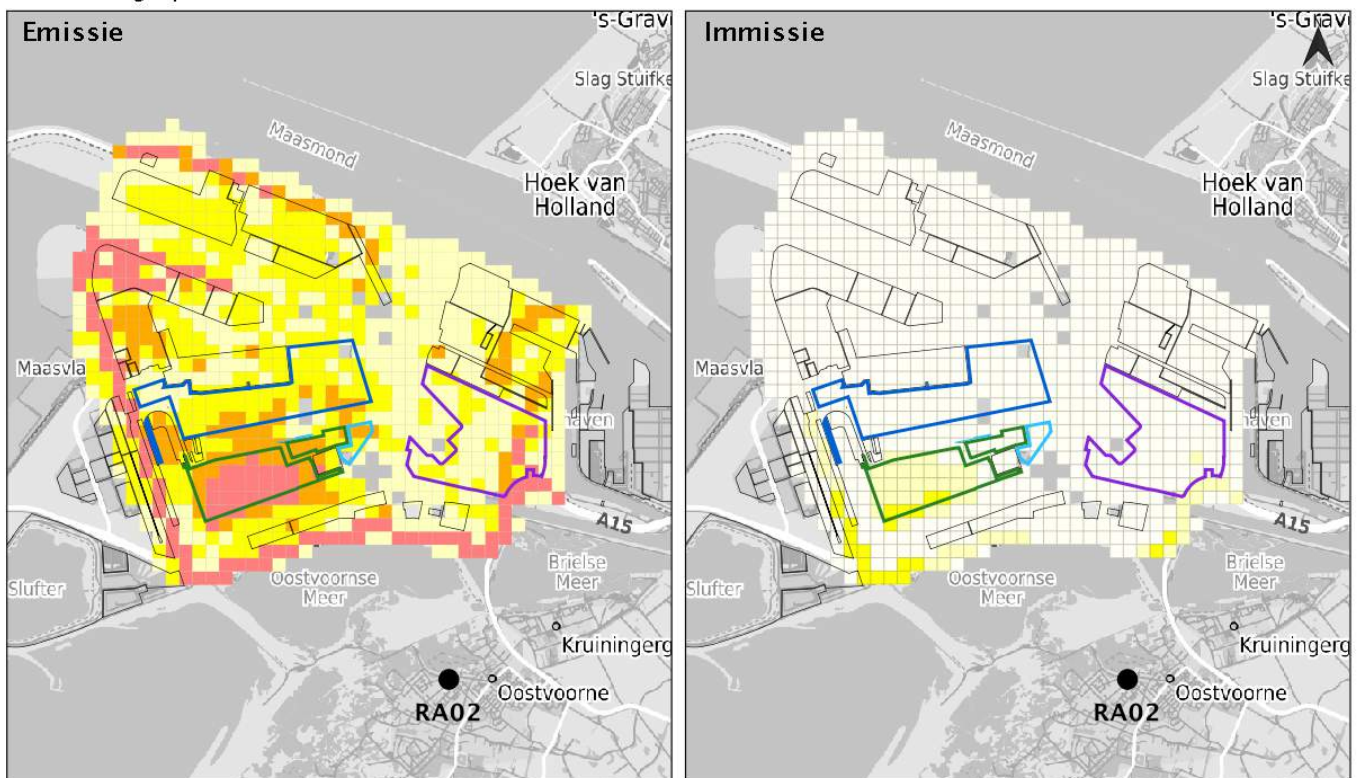 Emissie
's-Grav
Slag Stuifke
Maasmond
Hoek van
Holland
Maasvla
haven
A15
Slufter
Oostvoornse
Meer
Brielse
Meer
Kruiningerg
Oostvoorne
RA02
Immissie
's-Grav
Slag Stuifke
Maasmond
Hoek van
Holland
Maasvla
haven
A15
Slufter
Oostvoornse
Meer
Brielse
Meer
Kruiningerg
Oostvoorne
RA02